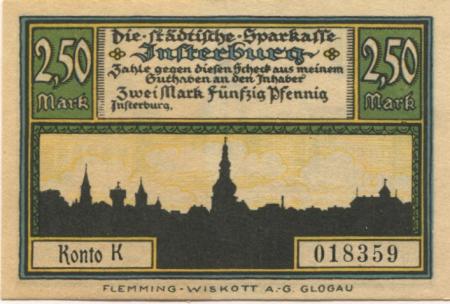 Die städtische Sparkasse
Insterburg
Zahle gegen diesen Scheck aus meinem
Guthaben an den Inhaber
Zwei Mark Fünfzig Pfennig
Insterburg.
2,50 Mark
2,50 Mark
Konto K
018359
FLEMMING-WISKOTT A.-G. GLOGAU